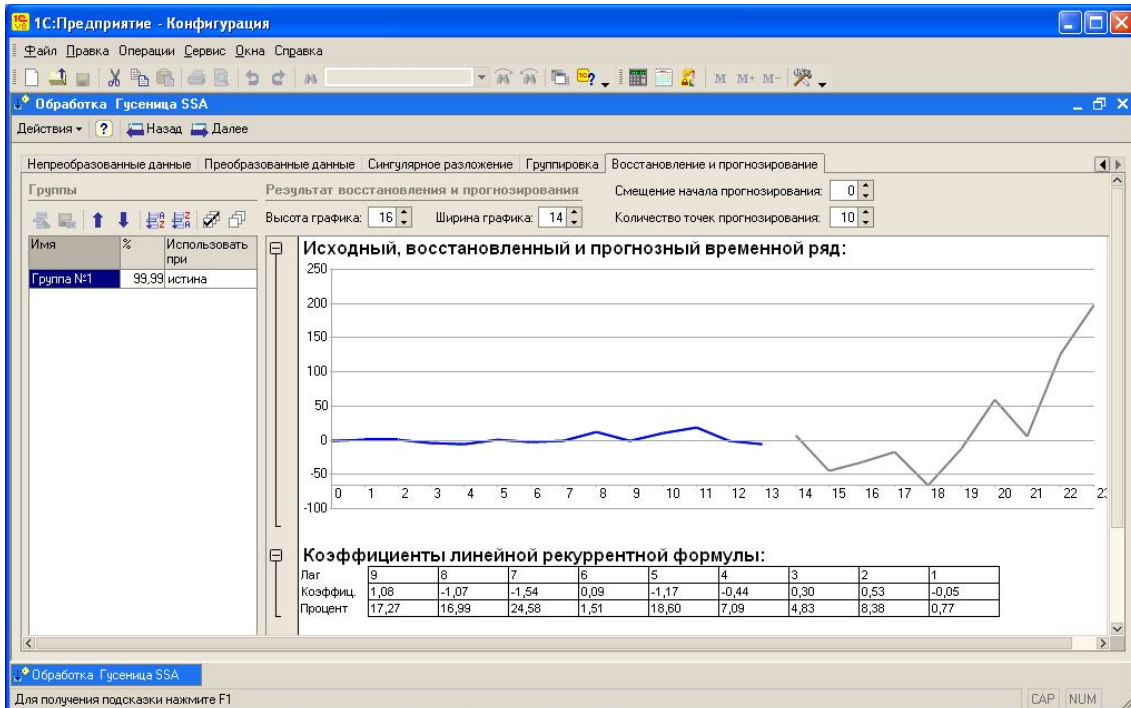 1С:Предприятие - Конфигурация
Файл Правка Операции Сервис Окна Справка
M M+ M-
Обработка Гусеница SSA
Действия ? Назад Далее
Непреобразованные данные Преобразованные данные Сингулярное разложение Группировка Восстановление и прогнозирование
Группы
Результат восстановления и прогнозирования
Смещение начала прогнозирования: 0
Высота графика: 16 Ширина графика: 14 Количество точек прогнозирования: 10
Имя % Использовать при
Группа №1 99,99 истина
Исходный, восстановленный и прогнозный временной ряд:
250
200
150
100
50
0
-50
-100
0 1 2 3 4 5 6 7 8 9 10 11 12 13 14 15 16 17 18 19 20 21 22
Коэффициенты линейной рекуррентной формулы:
Лаг 9 8 7 6 5 4 3 2 1
Коэффиц. 1,08 -1,07 -1,54 0,09 -1,17 -0,44 0,30 0,53 -0,05
Процент 17,27 16,99 24,58 1,51 18,60 7,09 4,83 8,38 0,77
Обработка Гусеница SSA
Для получения подсказки нажмите F1
CAP NUM